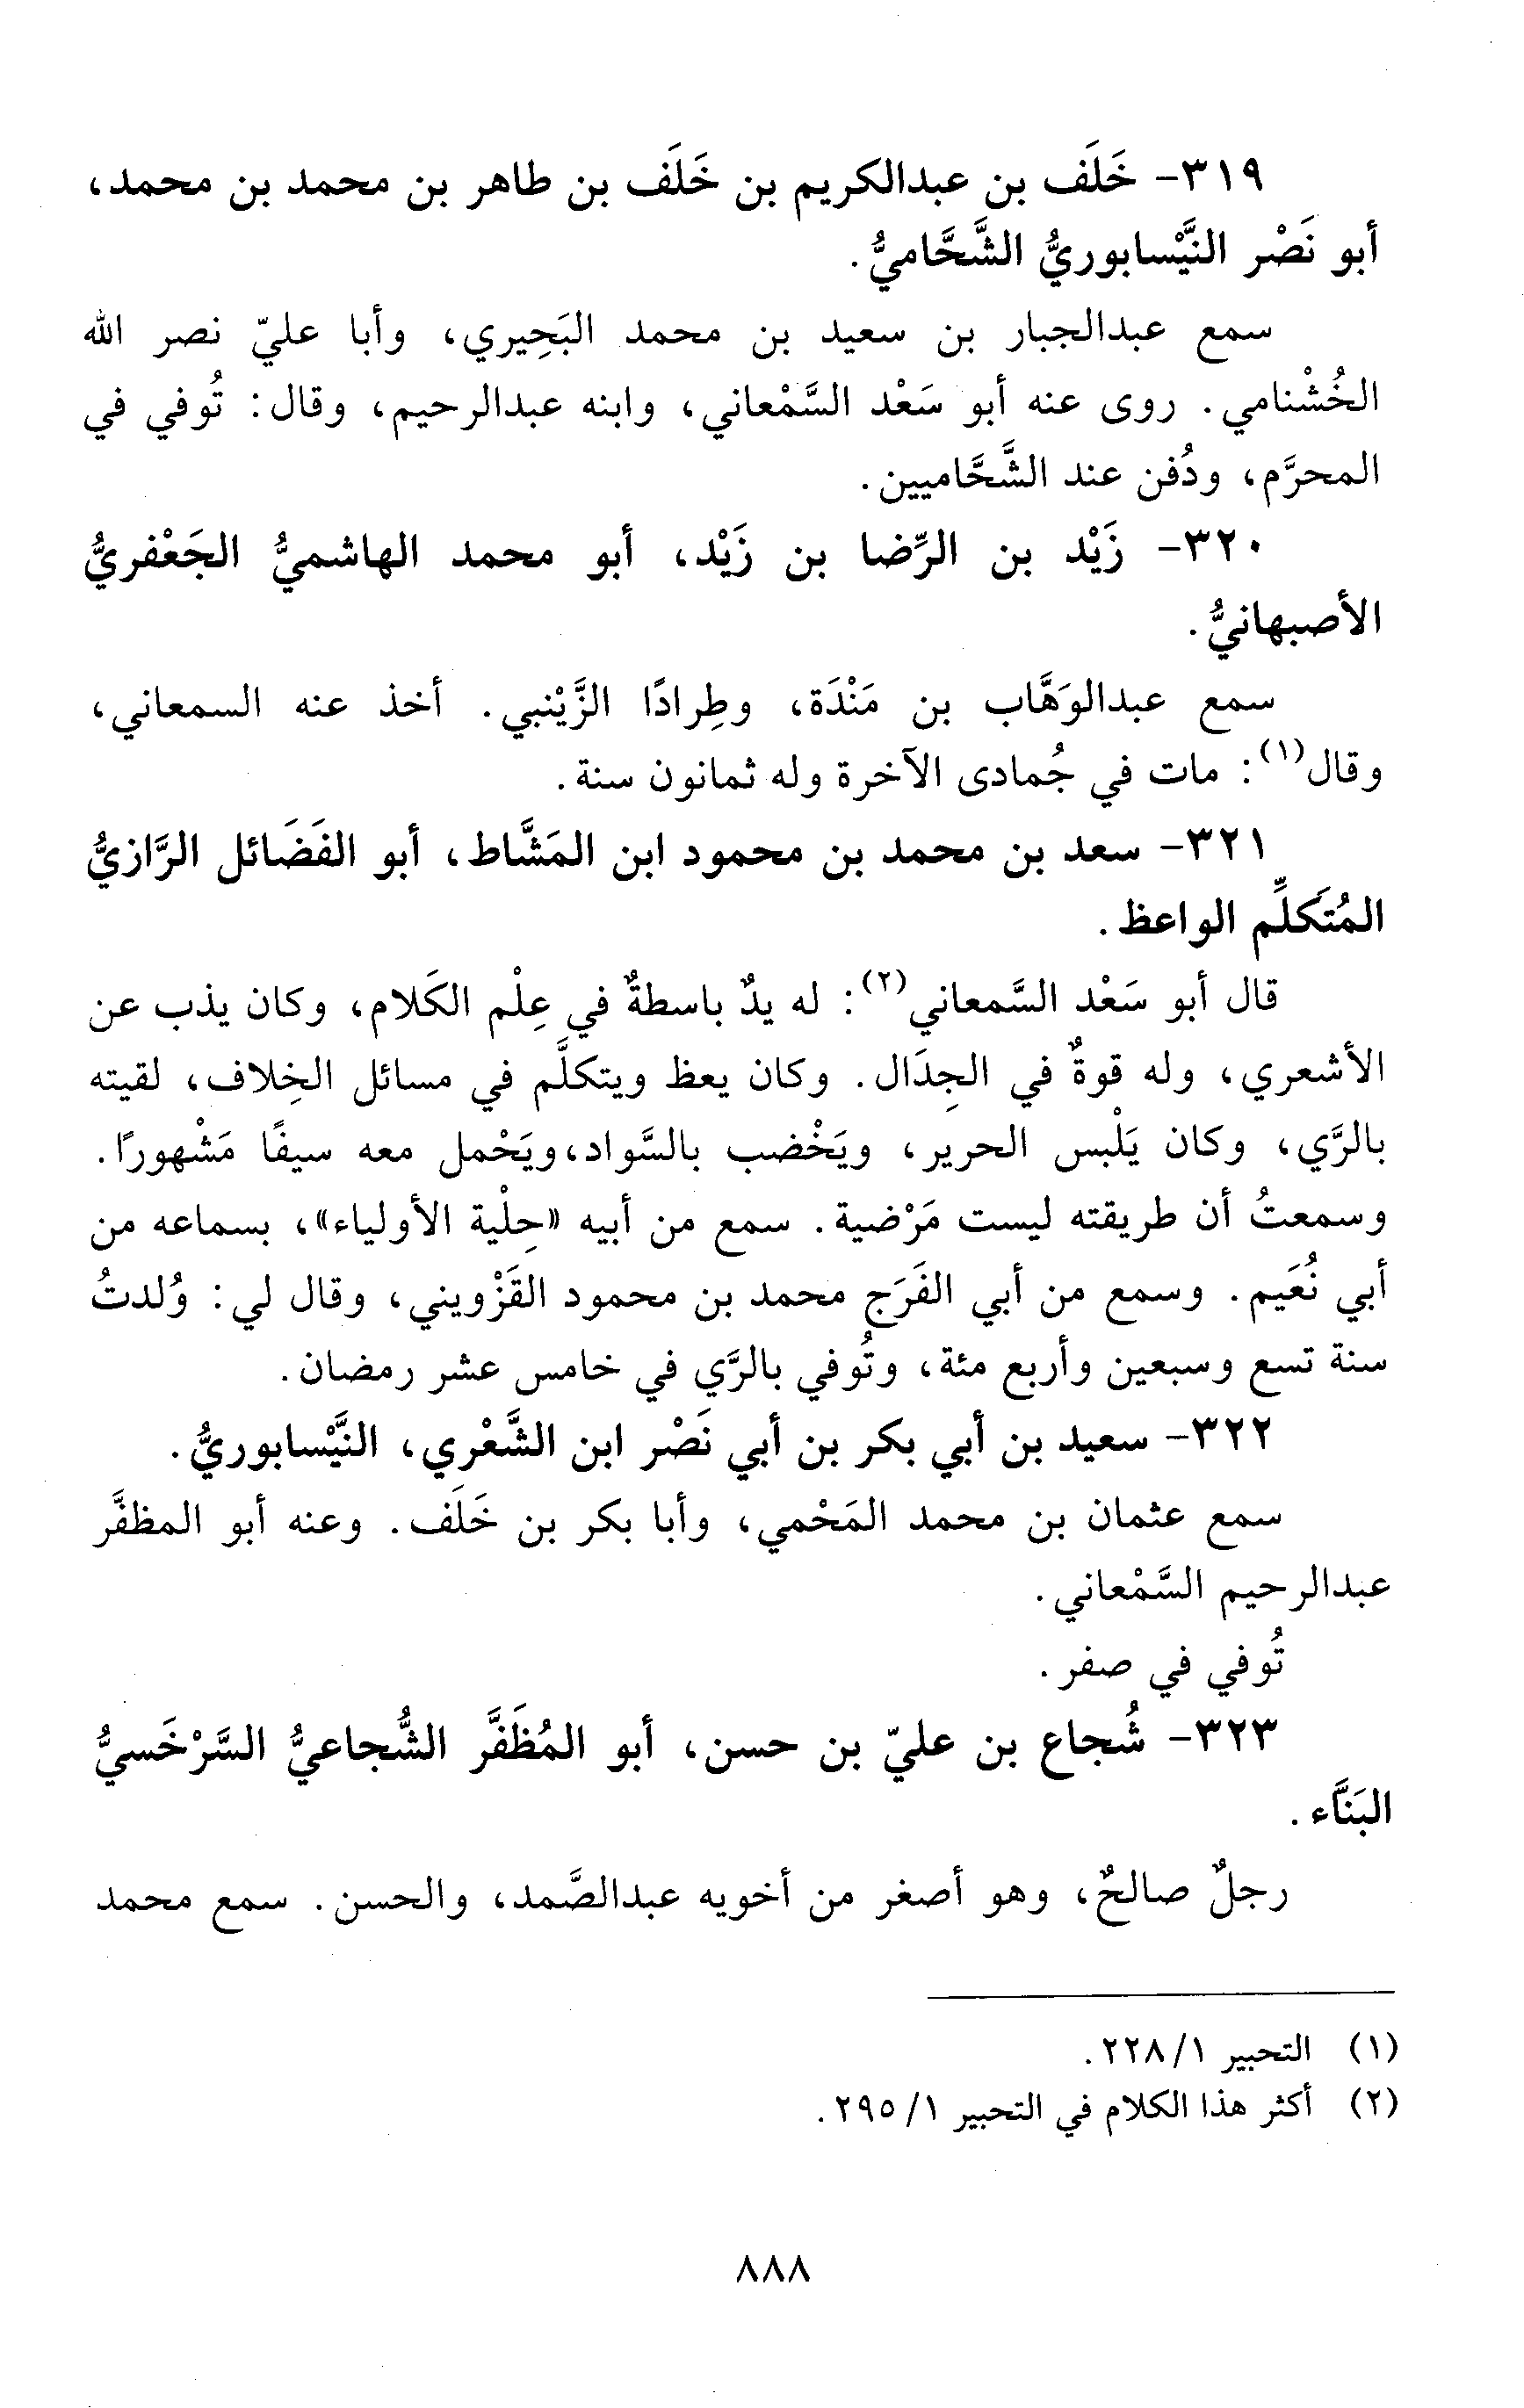 ٣١٩- خَلَف بن عبدالكريم بن خَلَف بن طاهر بن محمد بن محمد،
أبو نَصْر النَّيْسابوريُّ الشَّحَّاميُّ.
سمع عبدالجبار بن سعيد بن محمد البَحِيري، وأبا عليّ نصر الله
الخُشْنامي. روى عنه أبو سَعْد السَّمْعاني، وابنه عبدالرحيم، وقال: تُوفي في
المحرَّم، ودُفن عند الشَّحَّاميين.
٣٢٠- زَيْد بن الرِّضا بن زَيْد، أبو محمد الهاشميُّ الجَعْفريُّ
الأصبهانيُّ.
سمع عبدالوَهَّاب بن مَنْدَة، وطِرادًا الزَّيْنبي. أخذ عنه السمعاني،
وقال(١): مات في جُمادى الآخرة وله ثمانون سنة.
٣٢١- سعد بن محمد بن محمود ابن المَشَّاط، أبو الفَضَائل الرَّازيُّ
المُتَكلِّم الواعظ.
قال أبو سَعْد السَّمعاني(٢): له يدٌ باسطةٌ في عِلْم الكَلام، وكان يذب عن
الأشعري، وله قوةٌ في الجِدَال. وكان يعظ ويتكلَّم في مسائل الخِلاف، لقيته
بالرَّي، وكان يَلْبس الحرير، ويَخْضب بالسَّواد،ويَحْمل معه سيفًا مَشْهورًا.
وسمعتُ أن طريقته ليست مَرْضية. سمع من أبيه «حِلْية الأولياء»، بسماعه من
أبي نُعَيم. وسمع من أبي الفَرَج محمد بن محمود القَزْويني، وقال لي: وُلدتُ
سنة تسع وسبعين وأربع مئة، وتُوفي بالرَّي في خامس عشر رمضان.
٣٢٢- سعيد بن أبي بكر بن أبي نَصْر ابن الشَّعْري، النَّيْسابوريُّ.
سمع عثمان بن محمد المَحْمي، وأبا بكر بن خَلَف. وعنه أبو المظفَّر
عبدالرحيم السَّمْعاني.
تُوفي في صفر.
٣٢٣- شُجاع بن عليّ بن حسن، أبو المُظَفَّر الشُّجاعيُّ السَّرْخَسيُّ
البَنَّاء.
رجلٌ صالحٌ، وهو أصغر من أخويه عبدالصَّمد، والحسن. سمع محمد
(١) التحبير ١/ ٢٢٨.
(٢) أكثر هذا الكلام في التحبير ١/ ٢٩٥.
٨٨٨